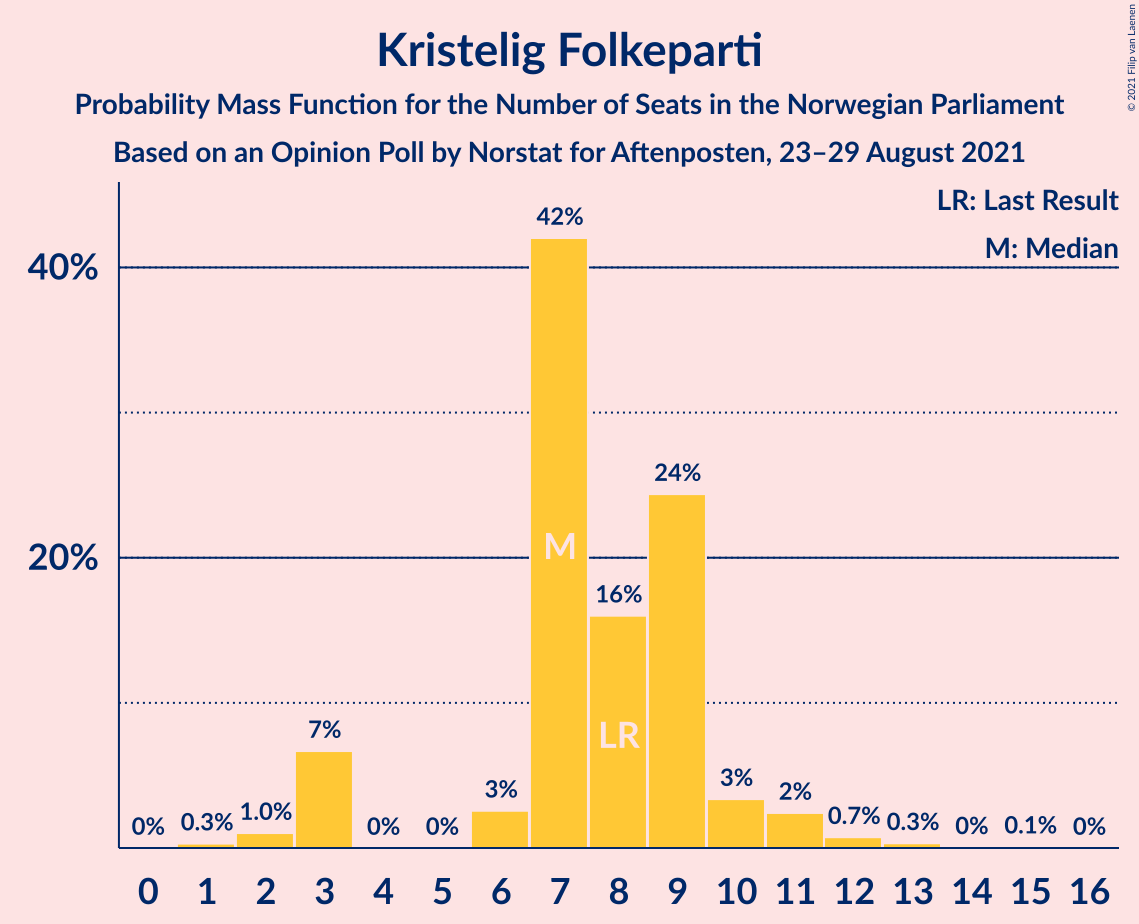 Kristelig Folkeparti
Probability Mass Function for the Number of Seats in the Norwegian Parliament
Based on an Opinion Poll by Norstat for Aftenposten, 23–29 August 2021
© 2021 Filip van Laenen
LR: Last Result
M: Median
40%
20%
0%
0.3%
1.0%
7%
0%
0%
3%
42%
16%
24%
3%
2%
0.7%
0.3%
0%
0.1%
0%
M
LR
0 1 2 3 4 5 6 7 8 9 10 11 12 13 14 15 16